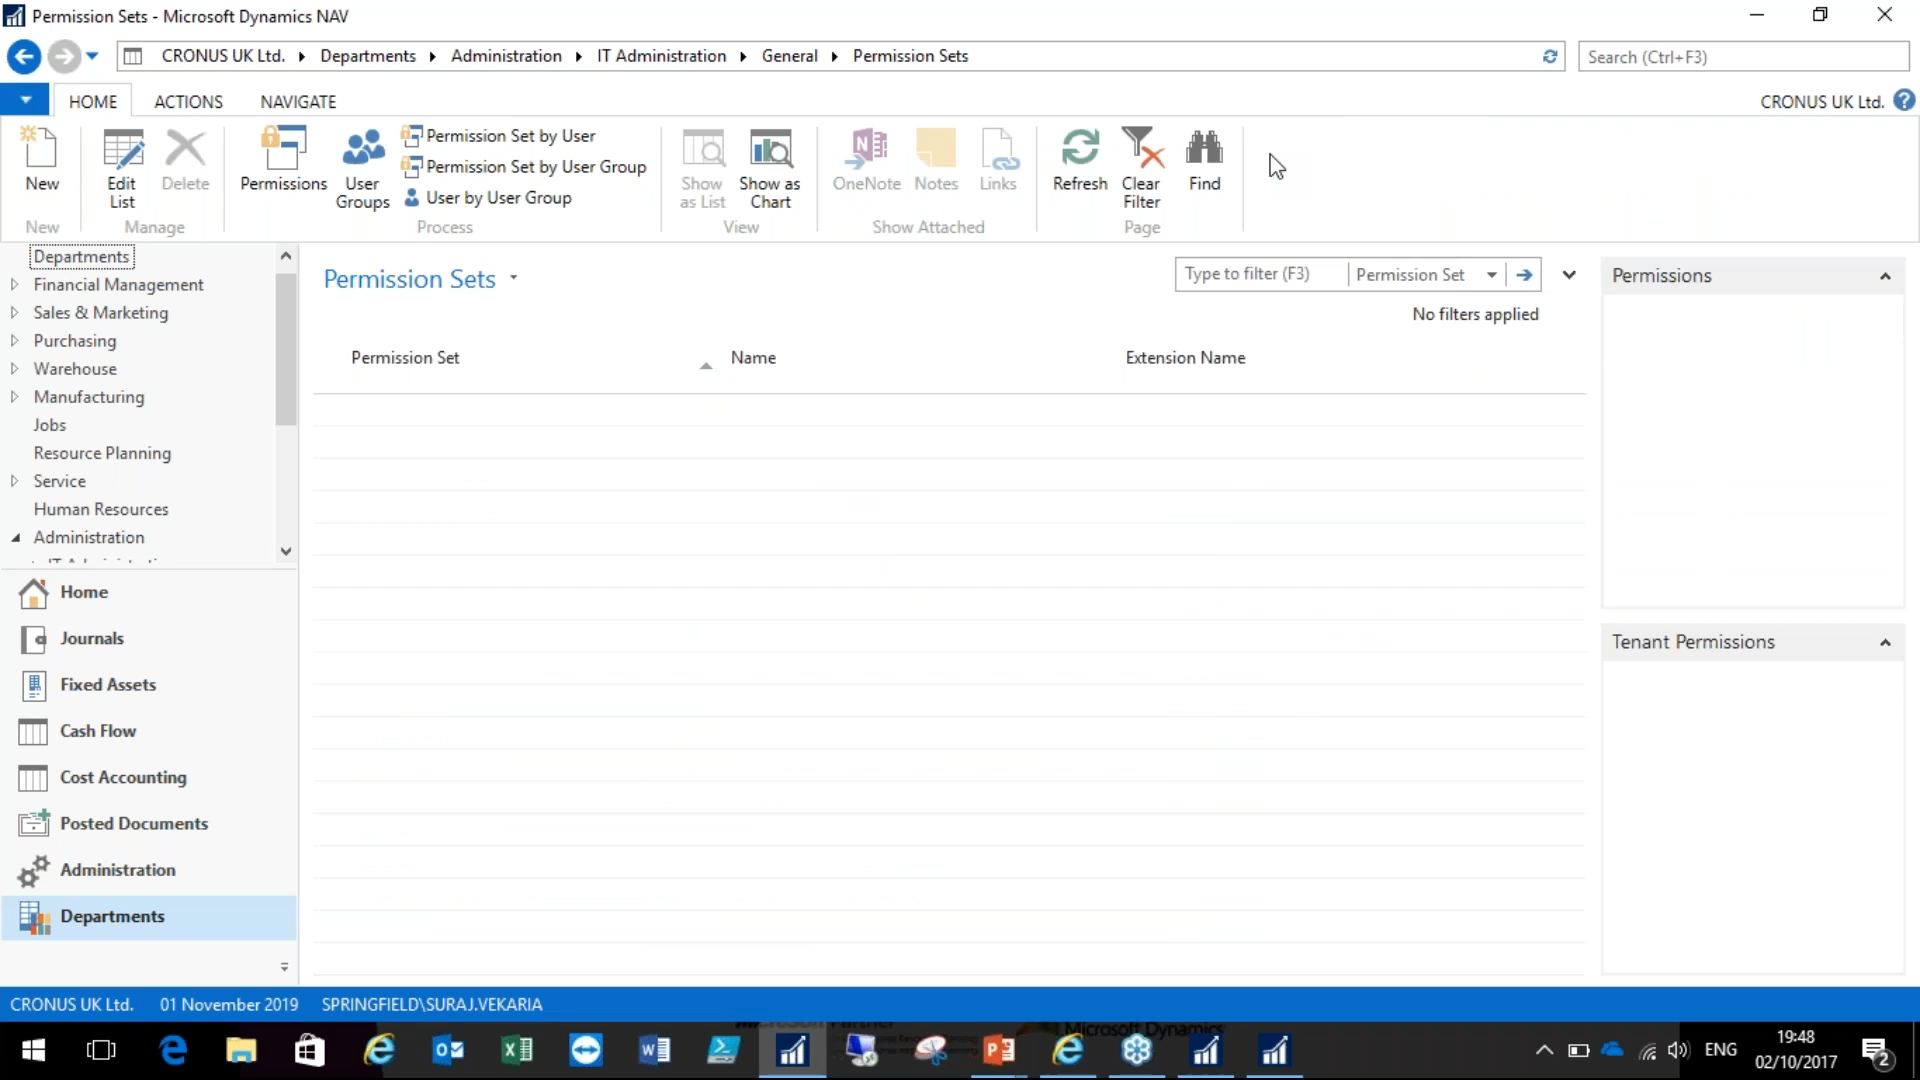 Permission Sets - Microsoft Dynamics NAV
CRONUS UK Ltd. Departments Administration IT Administration General Permission Sets
Search (Ctrl+F3)
HOME ACTIONS NAVIGATE
CRONUS UK Ltd.
New
Edit List
Delete
Permissions
User Groups
Permission Set by User
Permission Set by User Group
User by User Group
Show as List
Show as Chart
OneNote
Notes
Links
Refresh
Clear Filter
Find
New
Manage
Process
View
Show Attached
Page
Departments
Financial Management
Sales & Marketing
Purchasing
Warehouse
Manufacturing
Jobs
Resource Planning
Service
Human Resources
Administration
Home
Journals
Fixed Assets
Cash Flow
Cost Accounting
Posted Documents
Administration
Departments
Permission Sets
Type to filter (F3)
Permission Set
No filters applied
Permission Set
Name
Extension Name
Permissions
Tenant Permissions
CRONUS UK Ltd. 01 November 2019 SPRINGFIELD\SURAJ.VEKARIA
Microsoft Dynamics
ENG
19:48
02/10/2017
2